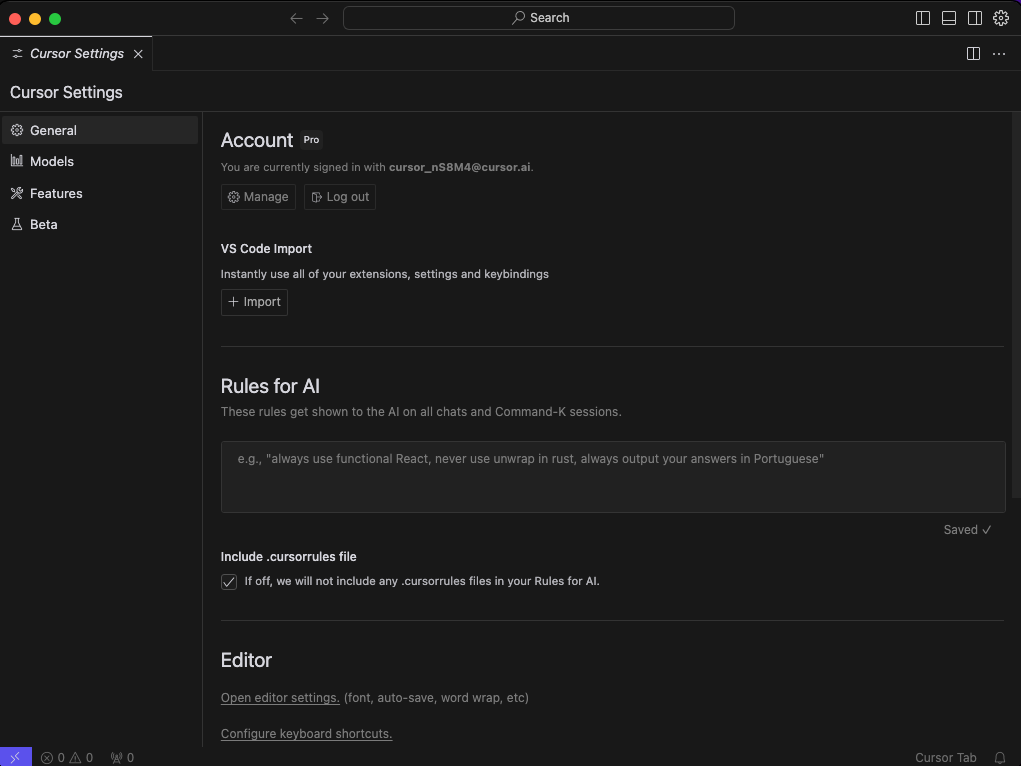 Search
Cursor Settings
Cursor Settings
General
Models
Features
Beta
Account Pro
You are currently signed in with cursor_nS8M4@cursor.ai.
Manage Log out
VS Code Import
Instantly use all of your extensions, settings and keybindings
Import
Rules for AI
These rules get shown to the AI on all chats and Command-K sessions.
e.g., "always use functional React, never use unwrap in rust, always output your answers in Portuguese"
Saved ✓
Include .cursorrules file
If off, we will not include any .cursorrules files in your Rules for AI.
Editor
Open editor settings. (font, auto-save, word wrap, etc)
Configure keyboard shortcuts.
0 0 0 Cursor Tab